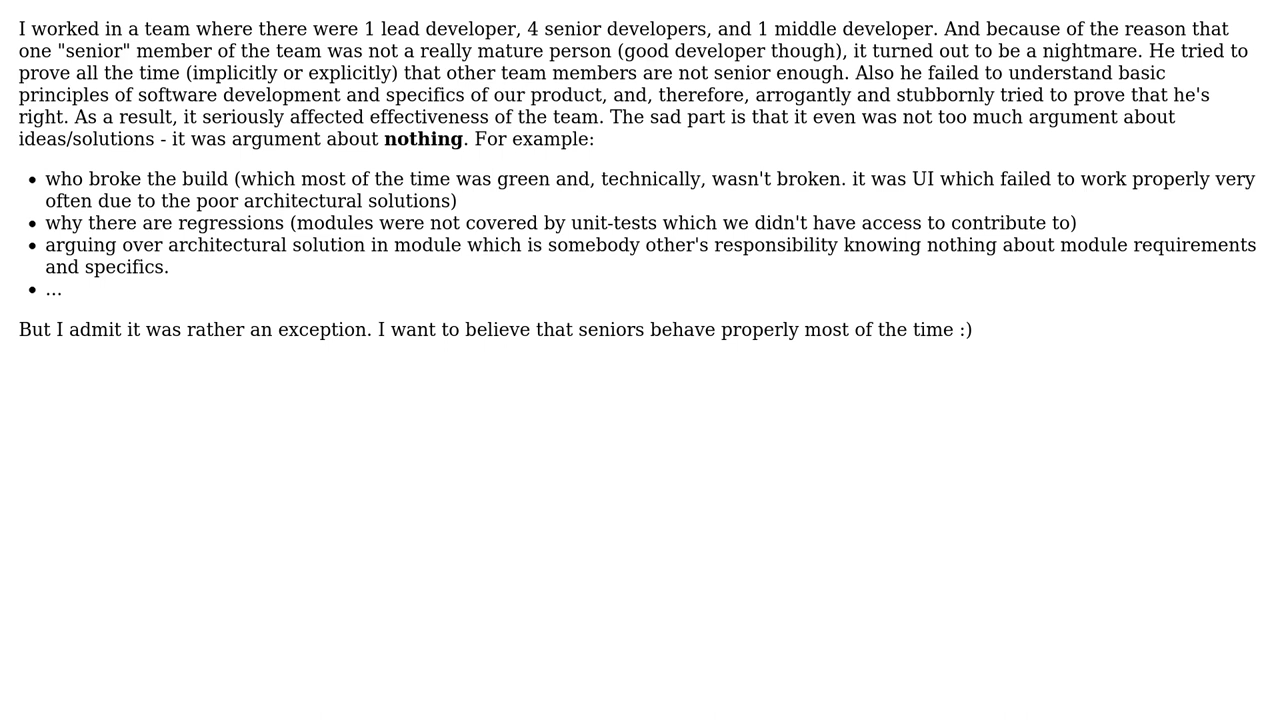 I worked in a team where there were 1 lead developer, 4 senior developers, and 1 middle developer. And because of the reason that
one "senior" member of the team was not a really mature person (good developer though), it turned out to be a nightmare. He tried to
prove all the time (implicitly or explicitly) that other team members are not senior enough. Also he failed to understand basic
principles of software development and specifics of our product, and, therefore, arrogantly and stubbornly tried to prove that he's
right. As a result, it seriously affected effectiveness of the team. The sad part is that it even was not too much argument about
ideas/solutions - it was argument about nothing. For example:
• who broke the build (which most of the time was green and, technically, wasn't broken. it was UI which failed to work properly very
often due to the poor architectural solutions)
• why there are regressions (modules were not covered by unit-tests which we didn't have access to contribute to)
• arguing over architectural solution in module which is somebody other's responsibility knowing nothing about module requirements
and specifics.
• ...
But I admit it was rather an exception. I want to believe that seniors behave properly most of the time :)